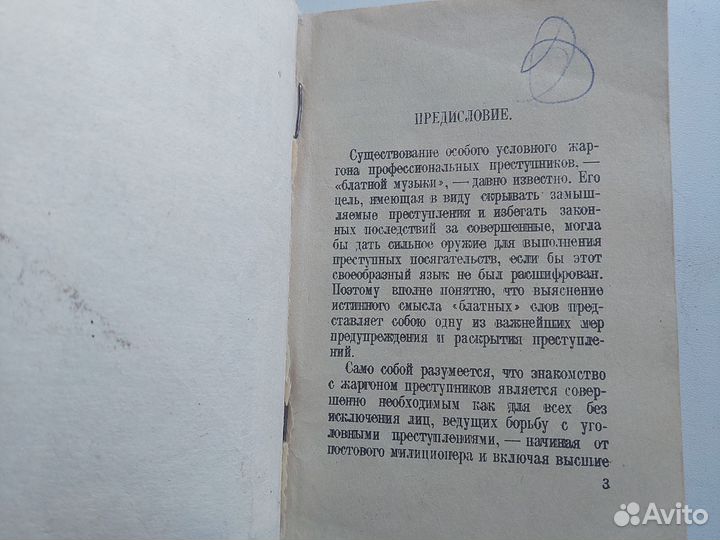 ПРЕДИСЛОВИЕ.
Существование особого условного жар-
гона профессиональных преступников, —
«блатной музыки», — давно известно. Его
цель, имеющая в виду скрывать замыш-
ляемые преступления и избегать закон-
ных последствий за совершенные, могла
бы дать сильное оружие для выполнения
преступных посягательств, если бы этот
своеобразный язык не был расшифрован.
Поэтому вполне понятно, что выяснение
истинного смысла «блатных» слов пред-
ставляет собою одну из важнейших мер
предупреждения и раскрытия преступле-
ний.
Само собой разумеется, что знакомство
с жаргоном преступников является совер-
шенно необходимым как для всех без
исключения лиц, ведущих борьбу с уго-
ловными преступлениями, — начиная от
постового милиционера и включая высшие
3
Avito